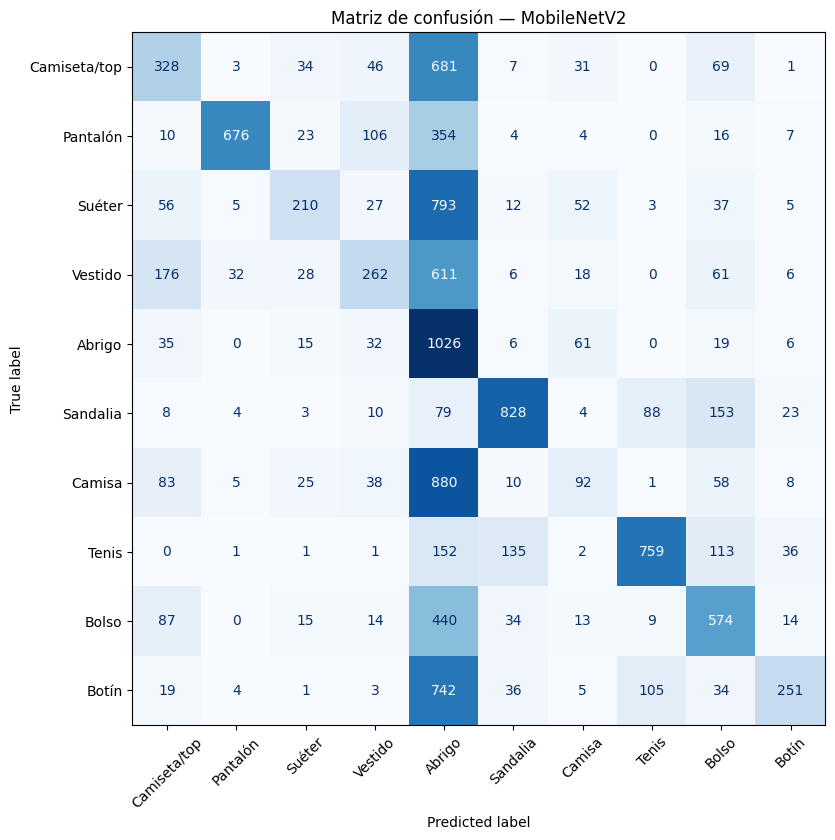 Matriz de confusión — MobileNetV2
True label
Camiseta/top 328 3 34 46 681 7 31 0 69 1
Pantalón 10 676 23 106 354 4 4 0 16 7
Suéter 56 5 210 27 793 12 52 3 37 5
Vestido 176 32 28 262 611 6 18 0 61 6
Abrigo 35 0 15 32 1026 6 61 0 19 6
Sandalia 8 4 3 10 79 828 4 88 153 23
Camisa 83 5 25 38 880 10 92 1 58 8
Tenis 0 1 1 1 152 135 2 759 113 36
Bolso 87 0 15 14 440 34 13 9 574 14
Botín 19 4 1 3 742 36 5 105 34 251
Camiseta/top Pantalón Suéter Vestido Abrigo Sandalia Camisa Tenis Bolso Botín
Predicted label